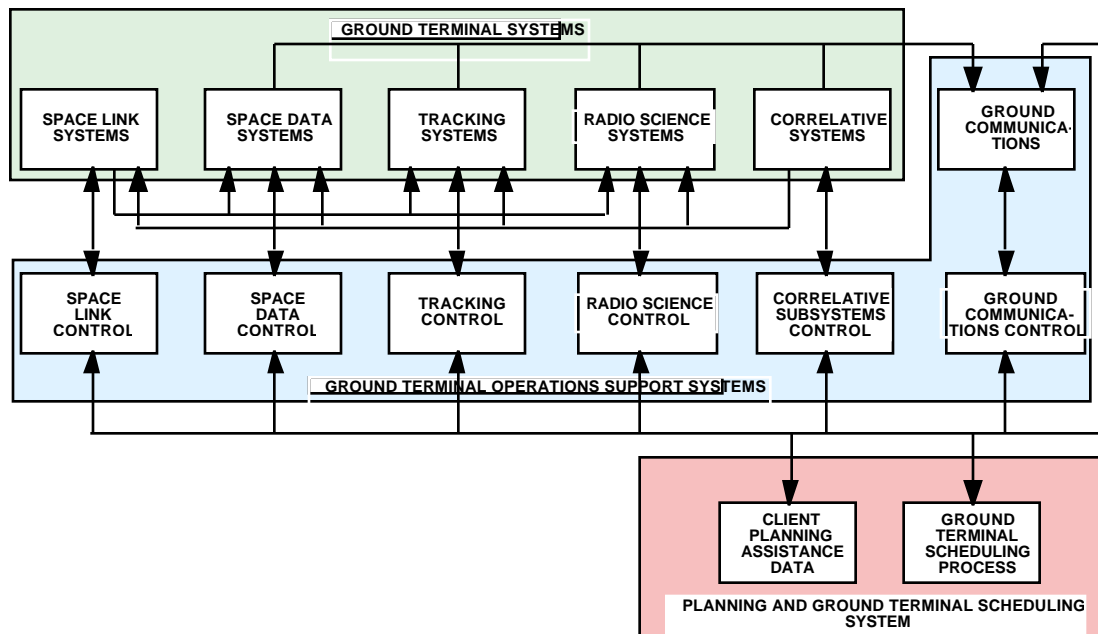 GROUND TERMINAL SYSTEMS
SPACE LINK
SYSTEMS
SPACE DATA
SYSTEMS
TRACKING
SYSTEMS
RADIO SCIENCE
SYSTEMS
CORRELATIVE
SYSTEMS
GROUND
COMMUNICA-
TIONS
SPACE
LINK
CONTROL
SPACE
DATA
CONTROL
TRACKING
CONTROL
RADIO SCIENCE
CONTROL
CORRELATIVE
SUBSYSTEMS
CONTROL
GROUND
COMMUNICA-
TIONS CONTROL
GROUND TERMINAL OPERATIONS SUPPORT SYSTEMS
CLIENT
PLANNING
ASSISTANCE
DATA
GROUND
TERMINAL
SCHEDULING
PROCESS
PLANNING AND GROUND TERMINAL SCHEDULING
SYSTEM